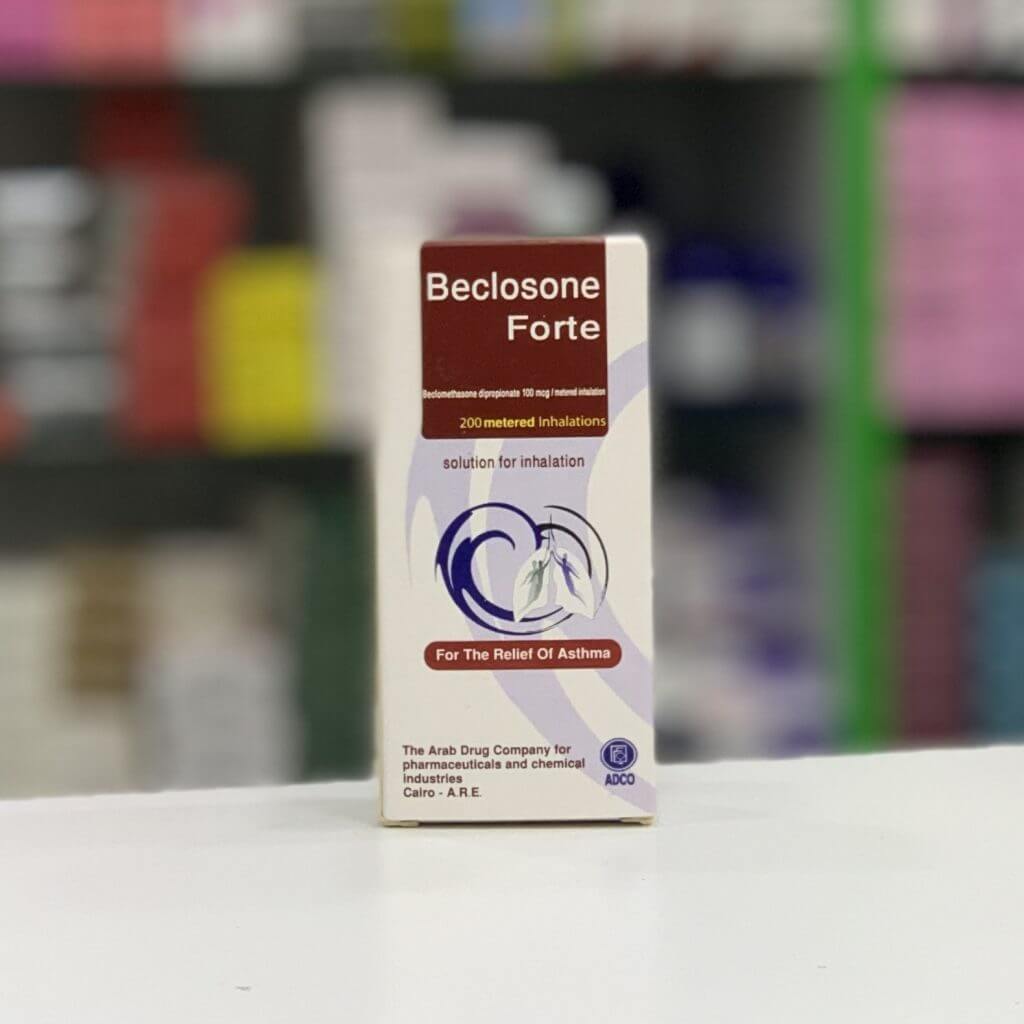 Beclosone
Forte
Beclomethasone dipropionate 100 mcg / metered inhalation
200 metered Inhalations
solution for inhalation
For The Relief Of Asthma
The Arab Drug Company for
pharmaceuticals and chemical
industries
Cairo - A.R.E.
ADCO